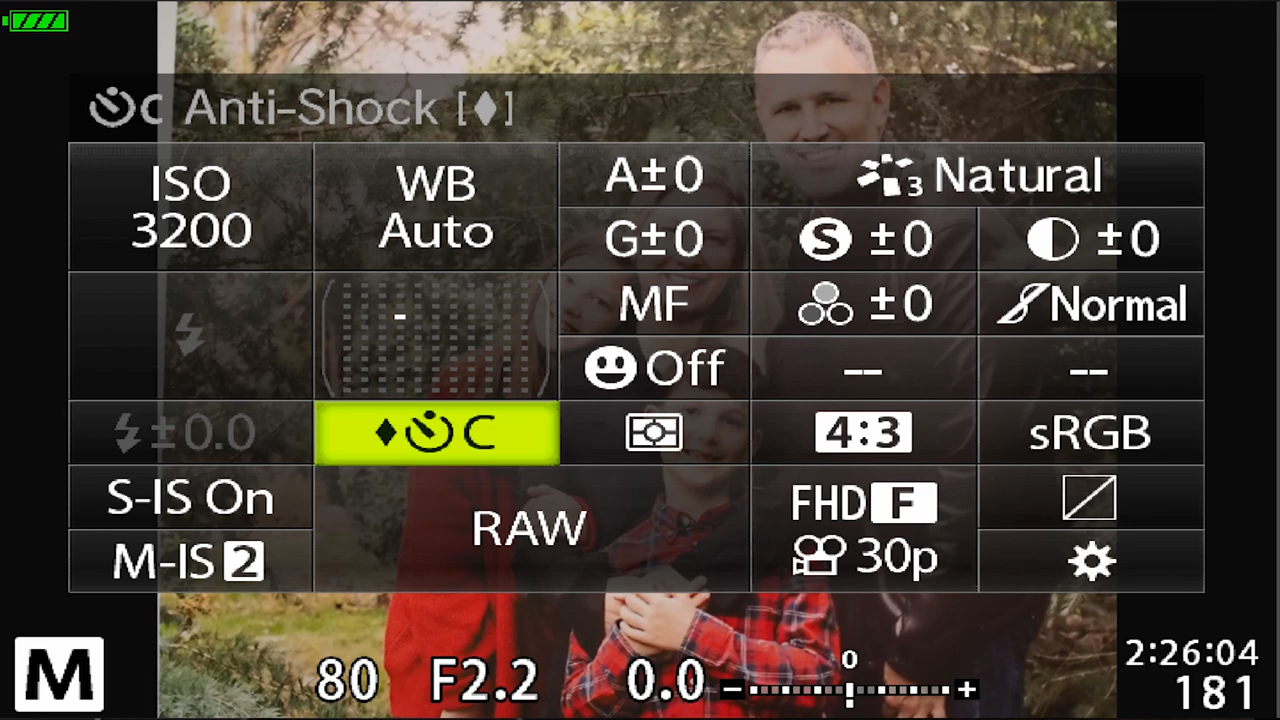 C Anti-Shock [♦]
ISO
3200
WB
Auto
A±0
G±0
3 Natural
S ±0
±0
MF
±0
Normal
Off
--
--
±0.0
♦ C
4:3
sRGB
S-IS On
M-IS 2
RAW
FHD F
30p
M
80
F2.2
0.0
− 0 +
2:26:04
181